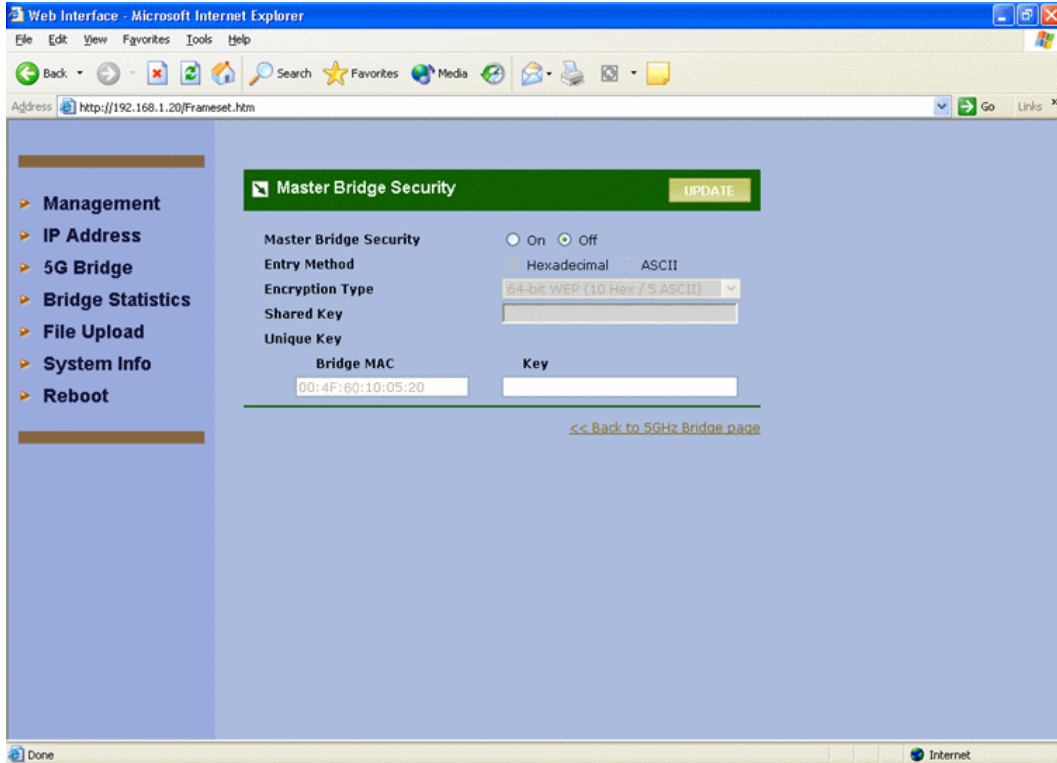 Web Interface - Microsoft Internet Explorer
File Edit View Favorites Tools Help
Back Search Favorites Media
Address http://192.168.1.20/Frameset.htm Go Links
Management
IP Address
5G Bridge
Bridge Statistics
File Upload
System Info
Reboot
Master Bridge Security UPDATE
Master Bridge Security On Off
Entry Method Hexadecimal ASCII
Encryption Type 64-bit WEP (10 Hex / 5 ASCII)
Shared Key
Unique Key
Bridge MAC Key
00:4F:60:10:05:20
<< Back to 5GHz Bridge page
Done Internet